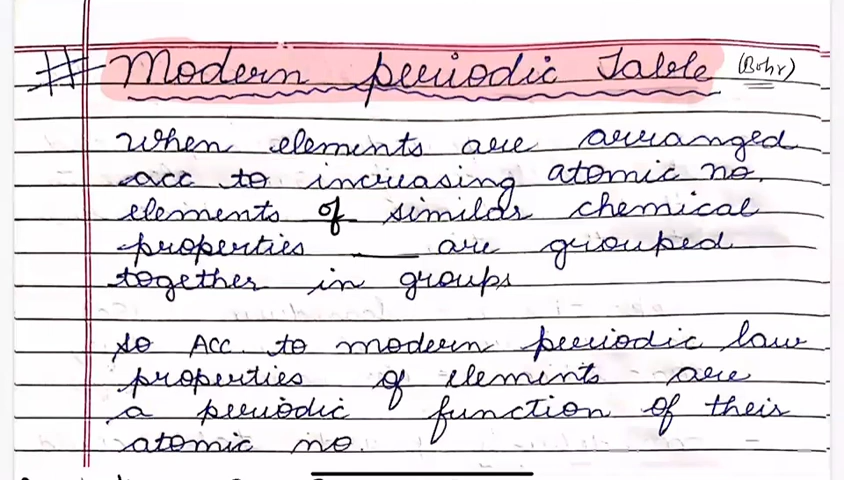 # Modern periodic Table (Bohr)
When elements are arranged
acc to increasing atomic no.
elements of similar chemical
properties are grouped
together in groups
so Acc. to modern periodic law
properties of elements are
a periodic function of their
atomic no.